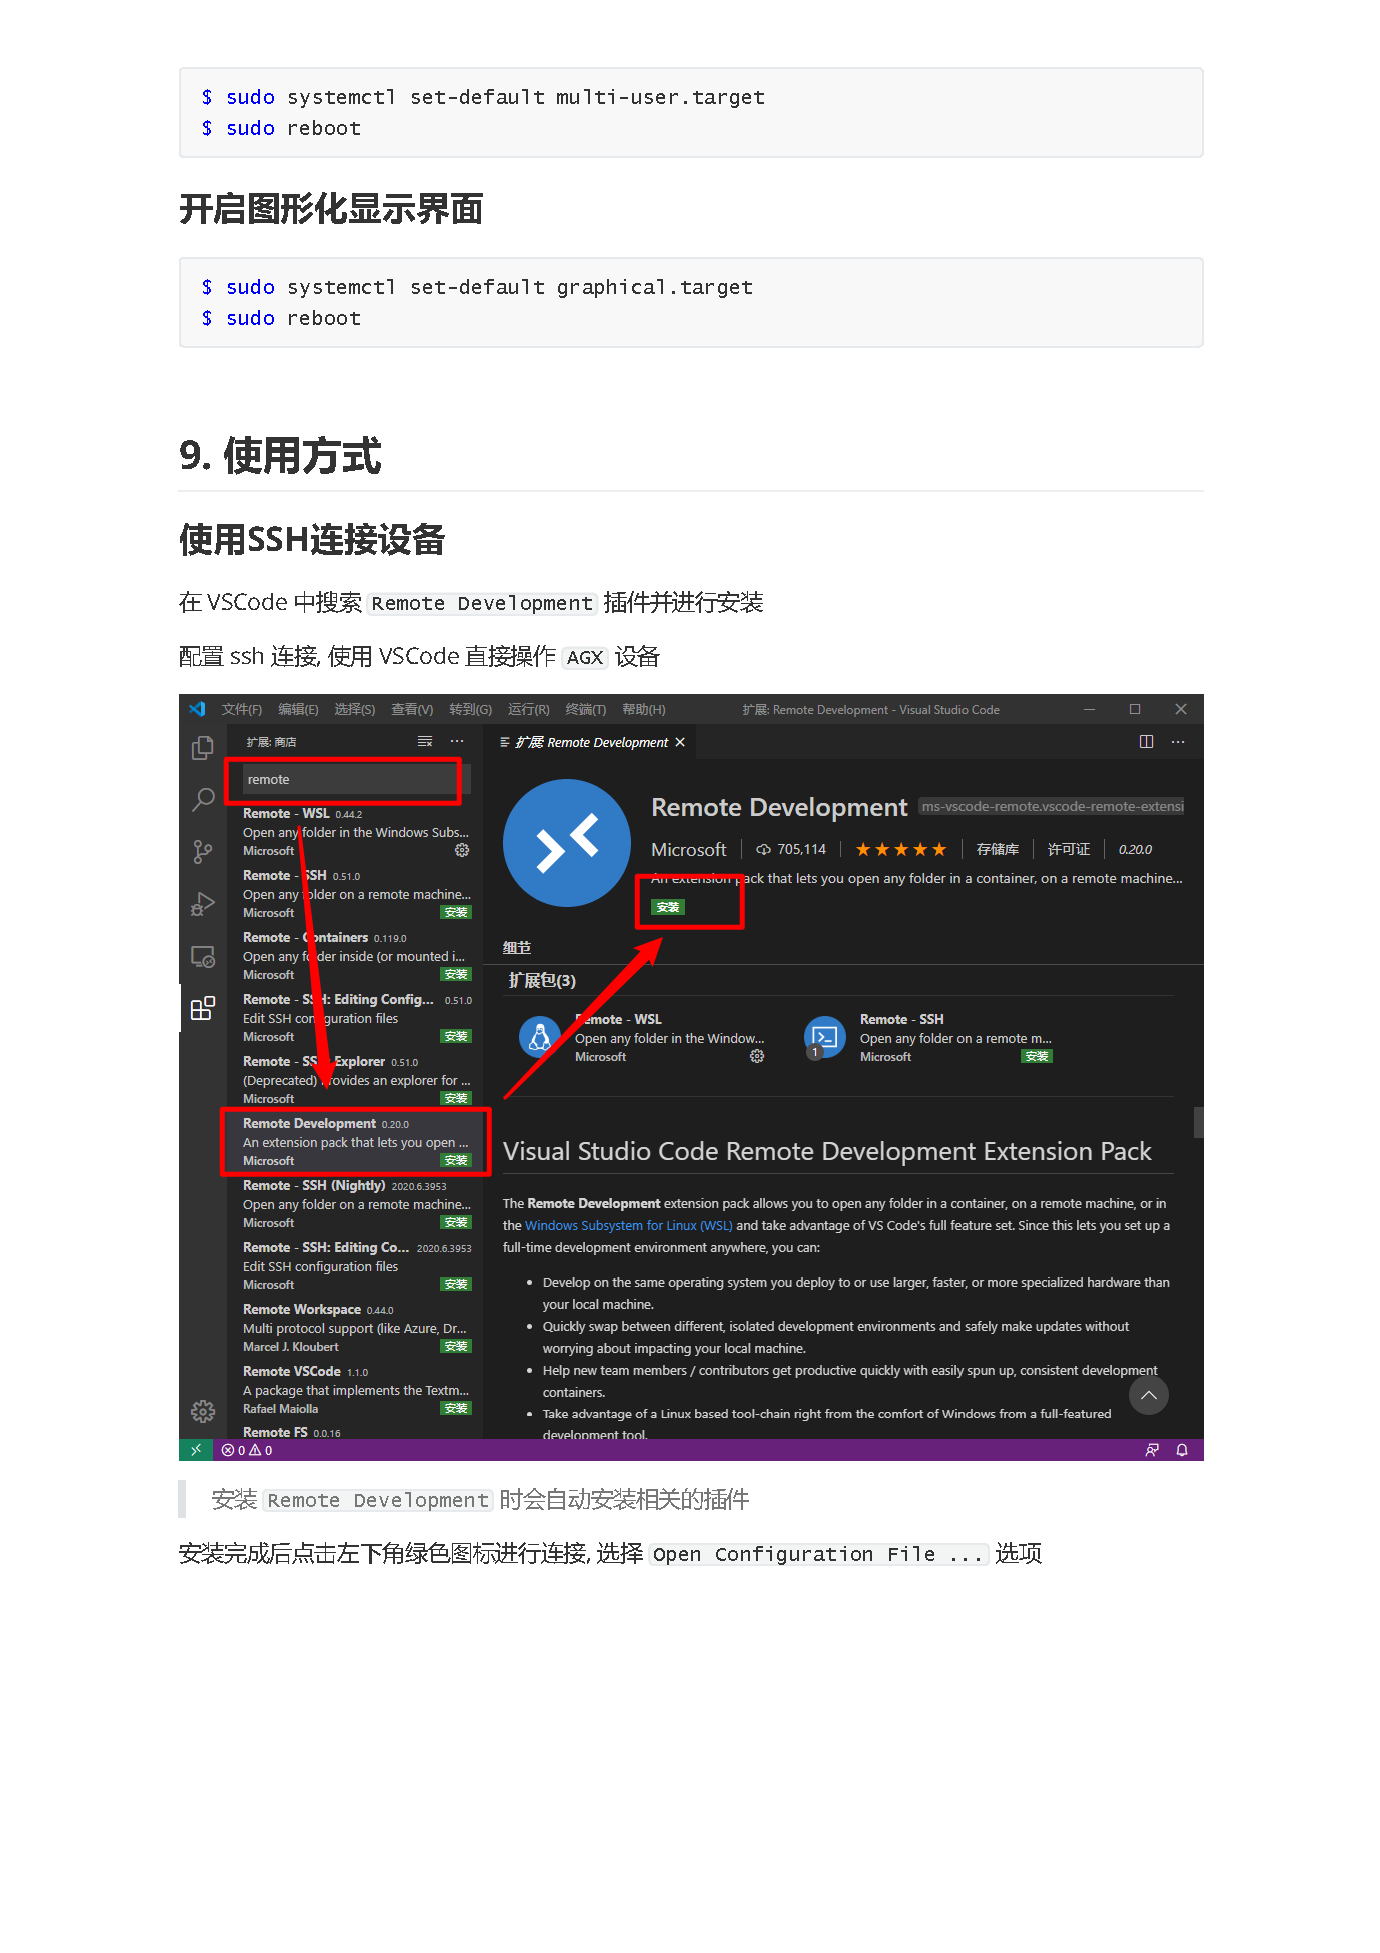 $ sudo systemctl set-default multi-user.target
$ sudo reboot
开启图形化显示界面
$ sudo systemctl set-default graphical.target
$ sudo reboot
9. 使用方式
使用SSH连接设备
在 VSCode 中搜索 Remote Development 插件并进行安装
配置 ssh 连接, 使用 VSCode 直接操作 AGX 设备
文件(F) 编辑(E) 选择(S) 查看(V) 转到(G) 运行(R) 终端(T) 帮助(H) 扩展: Remote Development - Visual Studio Code
扩展: 商店
remote
Remote - WSL 0.44.2
Open any folder in the Windows Subs...
Microsoft
Remote - SSH 0.51.0
Open any folder on a remote machine...
Microsoft 安装
Remote - Containers 0.119.0
Open any folder inside (or mounted i...
Microsoft 安装
Remote - SSH: Editing Config... 0.51.0
Edit SSH configuration files
Microsoft 安装
Remote - SSH: Explorer 0.51.0
(Deprecated) Provides an explorer for ...
Microsoft 安装
Remote Development 0.20.0
An extension pack that lets you open ...
Microsoft 安装
Remote - SSH (Nightly) 2020.6.3953
Open any folder on a remote machine...
Microsoft 安装
Remote - SSH: Editing Co... 2020.6.3953
Edit SSH configuration files
Microsoft 安装
Remote Workspace 0.44.0
Multi protocol support (like Azure, Dr...
Marcel J. Kloubert 安装
Remote VSCode 1.1.0
A package that implements the Textm...
Rafael Maiolla 安装
Remote FS 0.0.16
扩展: Remote Development
Remote Development ms-vscode-remote.vscode-remote-extensi
Microsoft 705,114 存储库 许可证 0.20.0
An extension pack that lets you open any folder in a container, on a remote machine...
安装
细节
扩展包(3)
Remote - WSL
Open any folder in the Window...
Microsoft
Remote - SSH
Open any folder on a remote m...
1 Microsoft 安装
Visual Studio Code Remote Development Extension Pack
The Remote Development extension pack allows you to open any folder in a container, on a remote machine, or in
the Windows Subsystem for Linux (WSL) and take advantage of VS Code's full feature set. Since this lets you set up a
full-time development environment anywhere, you can:
• Develop on the same operating system you deploy to or use larger, faster, or more specialized hardware than
your local machine.
• Quickly swap between different, isolated development environments and safely make updates without
worrying about impacting your local machine.
• Help new team members / contributors get productive quickly with easily spun up, consistent development
containers.
• Take advantage of a Linux based tool-chain right from the comfort of Windows from a full-featured
development tool.
0 0
安装 Remote Development 时会自动安装相关的插件
安装完成后点击左下角绿色图标进行连接, 选择 Open Configuration File ... 选项